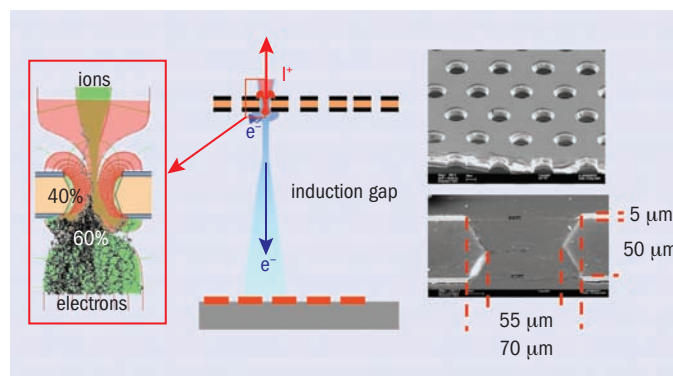 ions
40%
60%
electrons
I+
e–
induction gap
e–
5 µm
50 µm
55 µm
70 µm